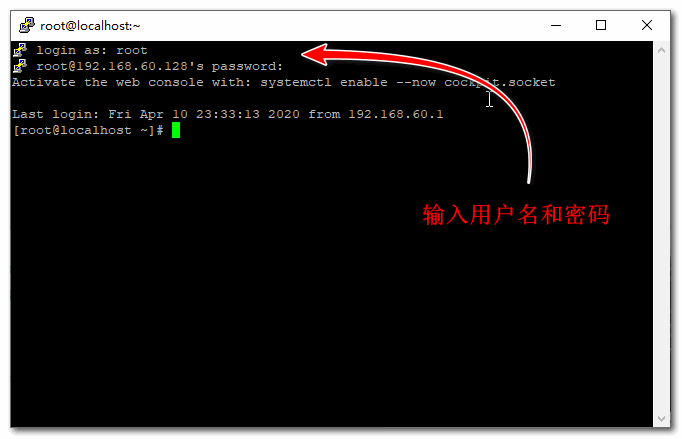 root@localhost:~
login as: root
root@192.168.60.128's password:
Activate the web console with: systemctl enable --now cockpit.socket
Last login: Fri Apr 10 23:33:13 2020 from 192.168.60.1
[root@localhost ~]#
输入用户名和密码